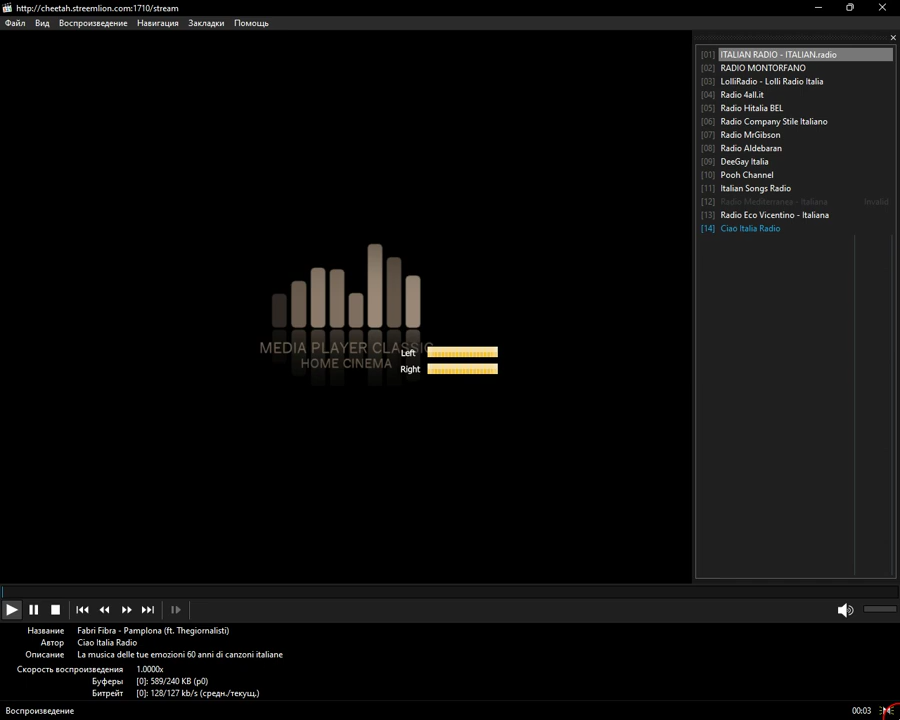 http://cheetah.streemlion.com:1710/stream
Файл Вид Воспроизведение Навигация Закладки Помощь
[01] ITALIAN RADIO - ITALIAN.radio
[02] RADIO MONTORFANO
[03] LolliRadio - Lolli Radio Italia
[04] Radio 4all.it
[05] Radio Hitalia BEL
[06] Radio Company Stile Italiano
[07] Radio MrGibson
[08] Radio Aldebaran
[09] DeeGay Italia
[10] Pooh Channel
[11] Italian Songs Radio
[12] Radio Mediterranea - Italiana Invalid
[13] Radio Eco Vicentino - Italiana
[14] Ciao Italia Radio
MEDIA PLAYER CLASSIC
HOME CINEMA
Left
Right
Название Fabri Fibra - Pamplona (ft. Thegiornalisti)
Автор Ciao Italia Radio
Описание La musica delle tue emozioni 60 anni di canzoni italiane
Скорость воспроизведения 1.0000x
Буферы [0]: 589/240 KB (p0)
Битрейт [0]: 128/127 kb/s (средн./текущ.)
Воспроизведение 00:03